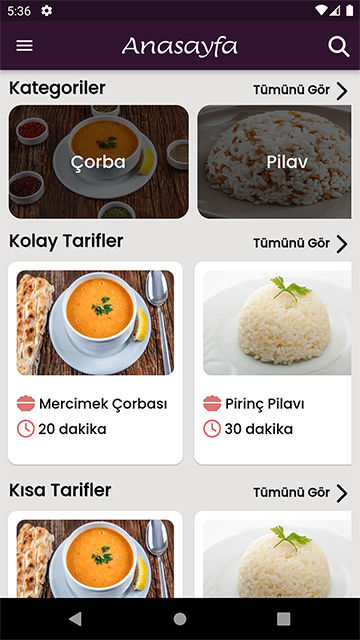 5:36
Anasayfa
Kategoriler
Tümünü Gör
Çorba
Pilav
Kolay Tarifler
Tümünü Gör
Mercimek Çorbası
20 dakika
Pirinç Pilavı
30 dakika
Kısa Tarifler
Tümünü Gör